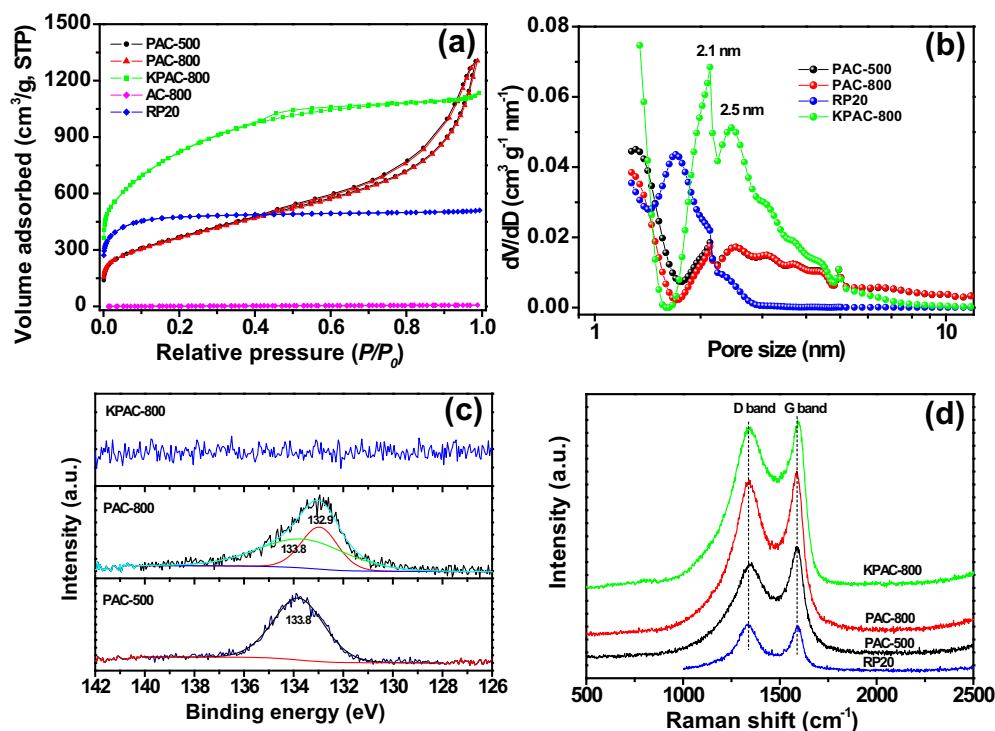 (a)
PAC-500
PAC-800
KPAC-800
AC-800
RP20
1500
1200
900
600
300
0
0.0 0.2 0.4 0.6 0.8 1.0
Volume adsorbed (cm³/g, STP)
Relative pressure (P/P₀)
(b)
2.1 nm
2.5 nm
PAC-500
PAC-800
RP20
KPAC-800
0.08
0.06
0.04
0.02
0.00
1 10
dV/dD (cm³ g⁻¹ nm⁻¹)
Pore size (nm)
(c)
KPAC-800
PAC-800
132.9
133.8
PAC-500
133.8
142 140 138 136 134 132 130 128 126
Intensity (a.u.)
Binding energy (eV)
(d)
D band G band
KPAC-800
PAC-800
PAC-500
RP20
500 1000 1500 2000 2500
Intensity (a.u.)
Raman shift (cm⁻¹)